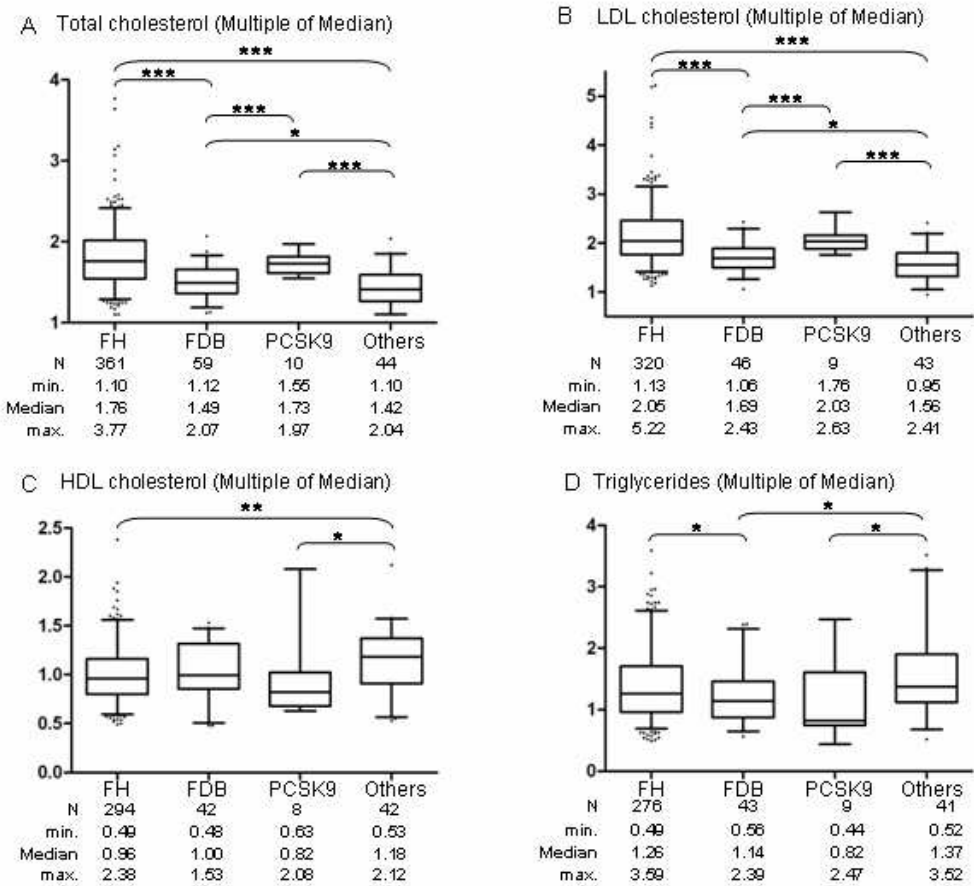 A Total cholesterol (Multiple of Median)
***
***
***
*
***
4
3
2
1
FH FDB PCSK9 Others
N 361 59 10 44
min. 1.10 1.12 1.55 1.10
Median 1.76 1.49 1.73 1.42
max. 3.77 2.07 1.97 2.04
B LDL cholesterol (Multiple of Median)
***
***
***
*
***
5
4
3
2
1
FH FDB PCSK9 Others
N 320 46 9 43
min. 1.13 1.06 1.76 0.95
Median 2.05 1.69 2.03 1.56
max. 5.22 2.43 2.63 2.41
C HDL cholesterol (Multiple of Median)
**
*
2.5
2.0
1.5
1.0
0.5
0.0
FH FDB PCSK9 Others
N 294 42 8 42
min. 0.49 0.48 0.63 0.53
Median 0.96 1.00 0.82 1.18
max. 2.38 1.53 2.08 2.12
D Triglycerides (Multiple of Median)
*
*
*
4
3
2
1
0
FH FDB PCSK9 Others
N 276 43 9 41
min. 0.49 0.56 0.44 0.52
Median 1.26 1.14 0.82 1.37
max. 3.59 2.39 2.47 3.52